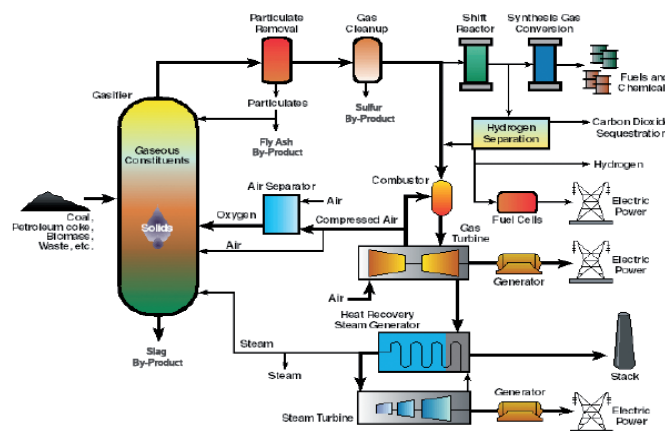 Particulate
Removal
Gas
Cleanup
Shift
Reactor
Synthesis Gas
Conversion
Gasifier
Particulates
Sulfur
By-Product
Fuels and
Chemical
Fly Ash
By-Product
Gaseous
Constituents
Hydrogen
Separation
Carbon Dioxide
Sequestration
Combustor
Hydrogen
Air Separator
Air
Coal,
Petroleum coke,
Biomass,
Waste, etc.
Solids
Oxygen
Compressed Air
Fuel Cells
Electric
Power
Air
Gas
Turbine
Generator
Electric
Power
Air
Heat Recovery
Steam Generator
Slag
By-Product
Steam
Steam
Stack
Generator
Steam Turbine
Electric
Power